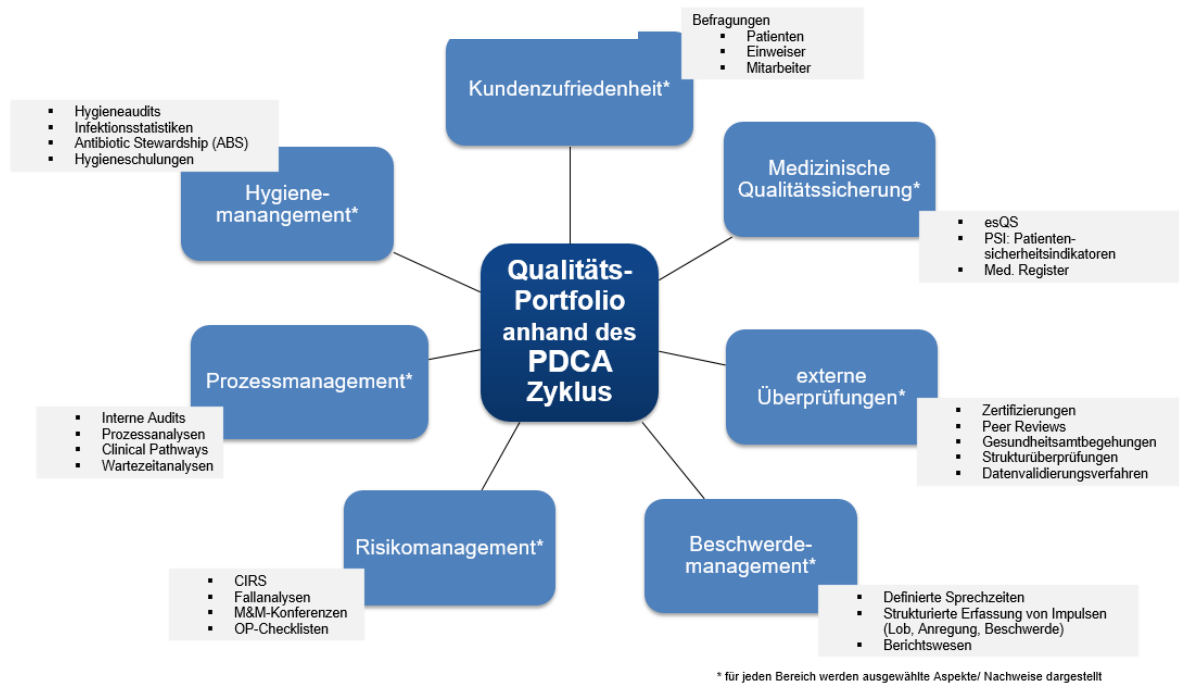 Befragungen
▪ Patienten
▪ Einweiser
▪ Mitarbeiter
Kundenzufriedenheit*
▪ Hygieneaudits
▪ Infektionsstatistiken
▪ Antibiotic Stewardship (ABS)
▪ Hygieneschulungen
Hygiene-
manangement*
Medizinische
Qualitätssicherung*
▪ esQS
▪ PSI: Patienten-
sicherheitsindikatoren
▪ Med. Register
Qualitäts-
Portfolio
anhand des
PDCA
Zyklus
Prozessmanagement*
▪ Interne Audits
▪ Prozessanalysen
▪ Clinical Pathways
▪ Wartezeitanalysen
externe
Überprüfungen*
▪ Zertifizierungen
▪ Peer Reviews
▪ Gesundheitsamtbegehungen
▪ Strukturüberprüfungen
▪ Datenvalidierungsverfahren
Risikomanagement*
▪ CIRS
▪ Fallanalysen
▪ M&M-Konferenzen
▪ OP-Checklisten
Beschwerde-
management*
▪ Definierte Sprechzeiten
▪ Strukturierte Erfassung von Impulsen
(Lob, Anregung, Beschwerde)
▪ Berichtswesen
* für jeden Bereich werden ausgewählte Aspekte/ Nachweise dargestellt